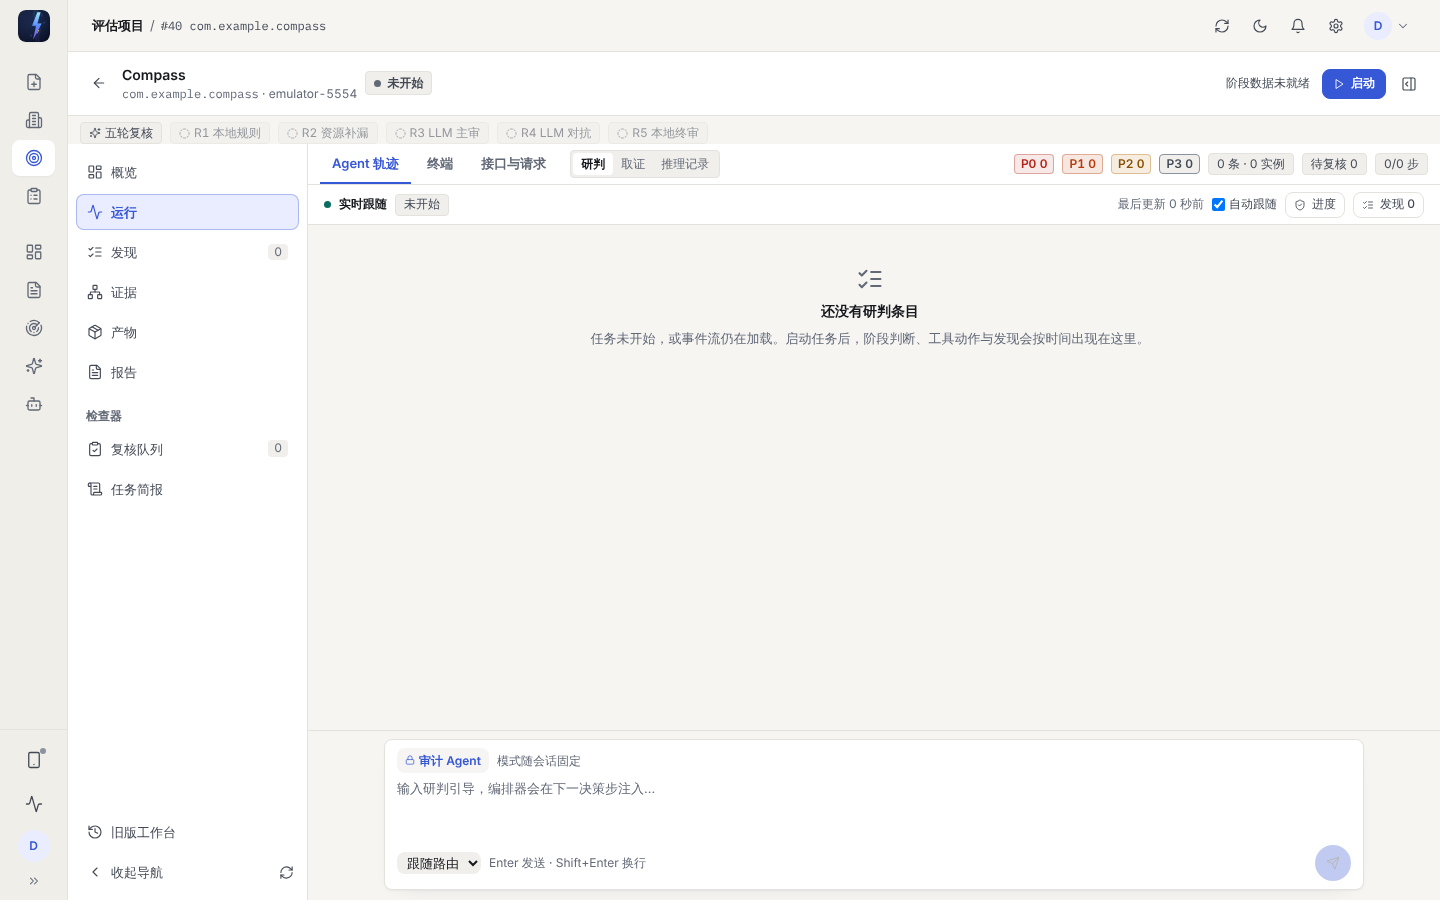 评估项目 / #40 com.example.compass
D
Compass
com.example.compass · emulator-5554
未开始
阶段数据未就绪
启动
五轮复核
R1 本地规则
R2 资源补漏
R3 LLM 主审
R4 LLM 对抗
R5 本地终审
概览
运行
发现 0
证据
产物
报告
检查器
复核队列 0
任务简报
旧版工作台
收起导航
D
Agent 轨迹
终端
接口与请求
研判
取证
推理记录
P0 0
P1 0
P2 0
P3 0
0 条 · 0 实例
待复核 0
0/0 步
实时跟随
未开始
最后更新 0 秒前
自动跟随
进度
发现 0
还没有研判条目
任务未开始，或事件流仍在加载。启动任务后，阶段判断、工具动作与发现会按时间出现在这里。
审计 Agent
模式随会话固定
输入研判引导，编排器会在下一决策步注入...
跟随路由
Enter 发送 · Shift+Enter 换行